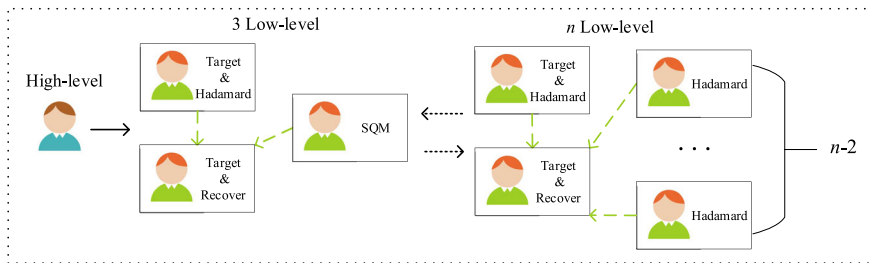 3 Low-level
n Low-level
High-level
Target
&
Hadamard
Target
&
Recover
SQM
Target
&
Hadamard
Target
&
Recover
Hadamard
. . .
Hadamard
n-2